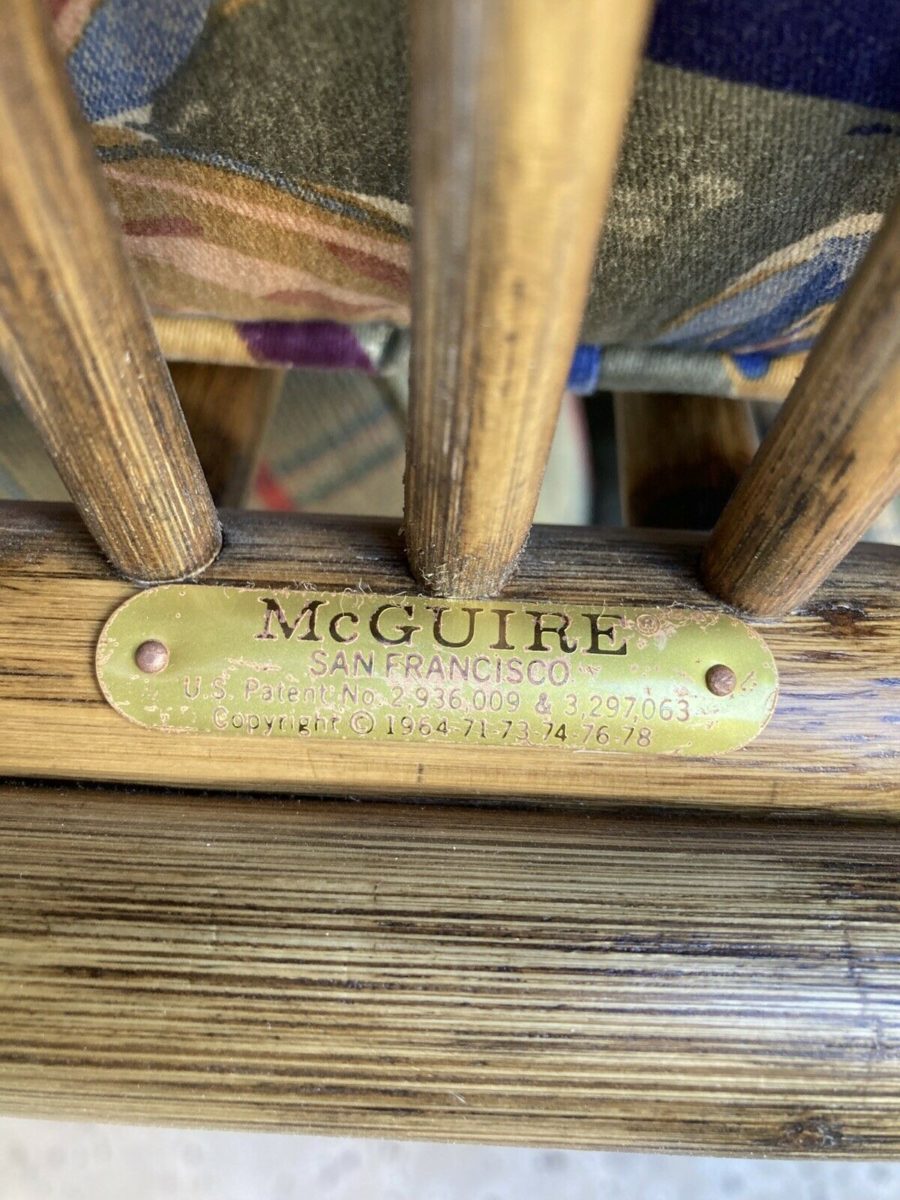 McGUIRE®
SAN FRANCISCO
U.S. Patent No. 2,936,009 & 3,297,063
Copyright © 1964-71-73-74-76-78